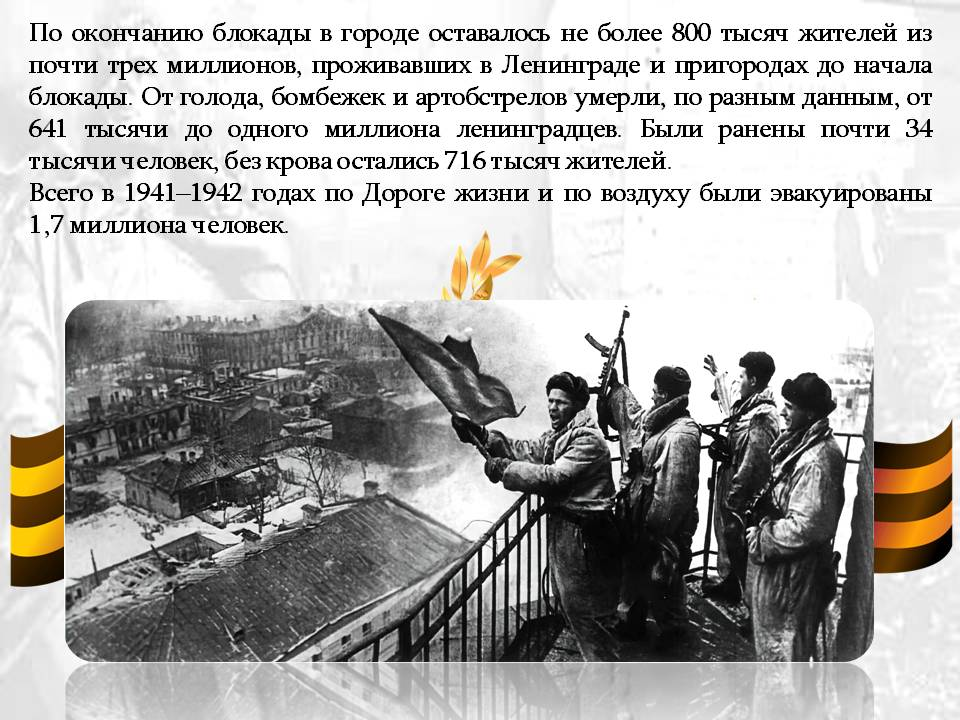 По окончанию блокады в городе оставалось не более 800 тысяч жителей из
почти трех миллионов, проживавших в Ленинграде и пригородах до начала
блокады. От голода, бомбежек и артобстрелов умерли, по разным данным, от
641 тысячи до одного миллиона ленинградцев. Были ранены почти 34
тысячи человек, без крова остались 716 тысяч жителей.
Всего в 1941–1942 годах по Дороге жизни и по воздуху были эвакуированы
1,7 миллиона человек.